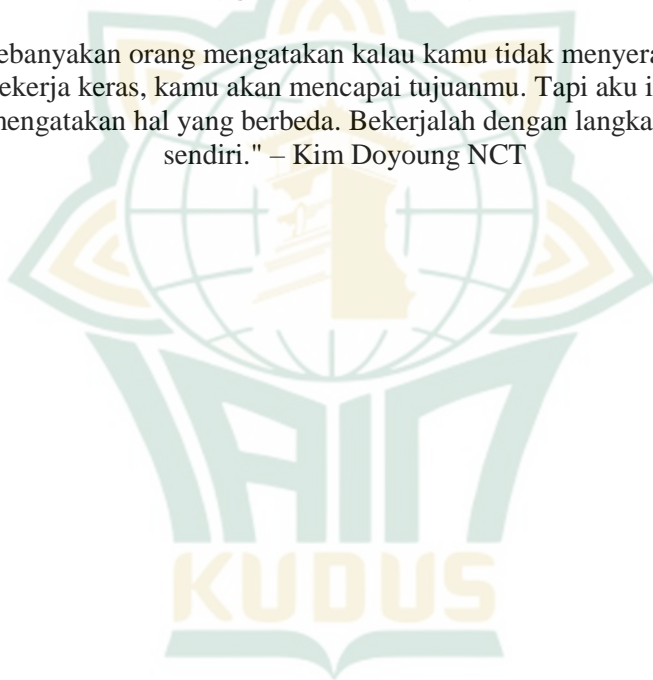 ebanyakan orang mengatakan kalau kamu tidak menyera
ekerja keras, kamu akan mencapai tujuanmu. Tapi aku i
nengatakan hal yang berbeda. Bekerjalah dengan langka
sendiri." – Kim Doyoung NCT
IAIN
KUDUS